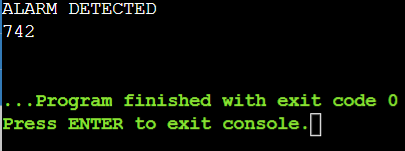 ALARM DETECTED
742
...Program finished with exit code 0
Press ENTER to exit console.